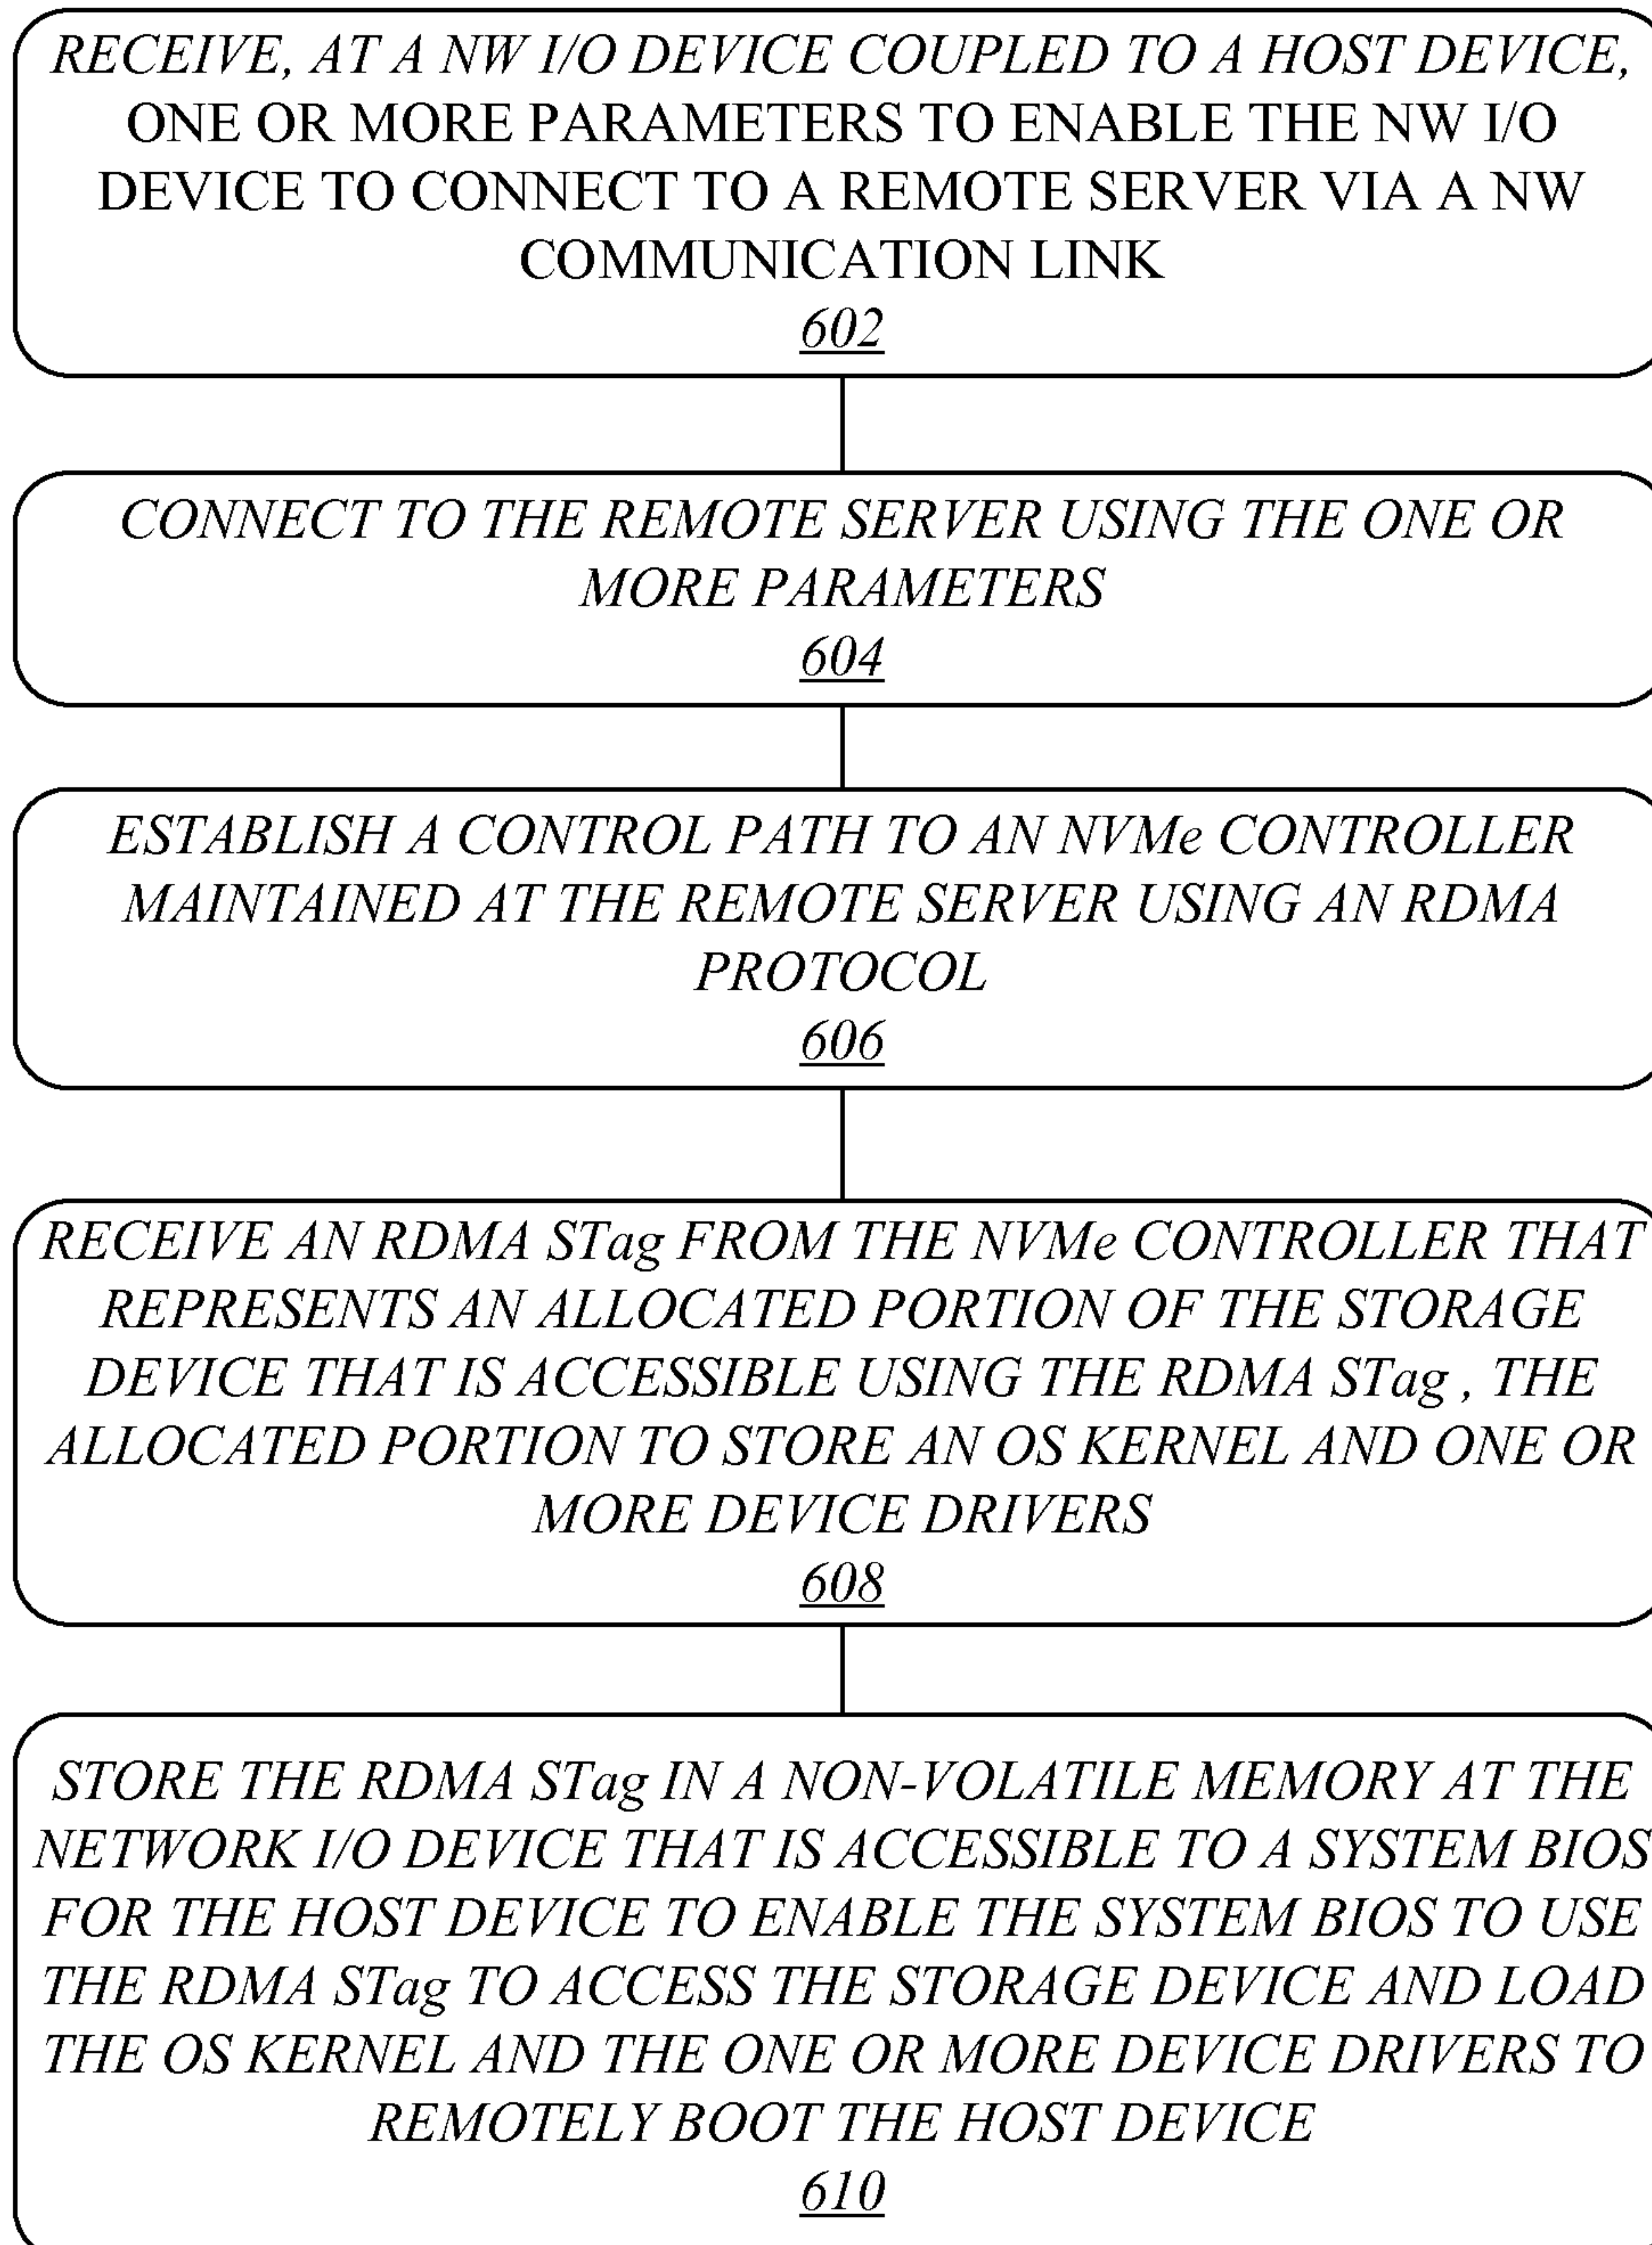 RECEIVE, AT A NW I/O DEVICE COUPLED TO A HOST DEVICE,
ONE OR MORE PARAMETERS TO ENABLE THE NW I/O
DEVICE TO CONNECT TO A REMOTE SERVER VIA A NW
COMMUNICATION LINK
602
CONNECT TO THE REMOTE SERVER USING THE ONE OR
MORE PARAMETERS
604
ESTABLISH A CONTROL PATH TO AN NVMe CONTROLLER
MAINTAINED AT THE REMOTE SERVER USING AN RDMA
PROTOCOL
606
RECEIVE AN RDMA STag FROM THE NVMe CONTROLLER THAT
REPRESENTS AN ALLOCATED PORTION OF THE STORAGE
DEVICE THAT IS ACCESSIBLE USING THE RDMA STag , THE
ALLOCATED PORTION TO STORE AN OS KERNEL AND ONE OR
MORE DEVICE DRIVERS
608
STORE THE RDMA STag IN A NON-VOLATILE MEMORY AT THE
NETWORK I/O DEVICE THAT IS ACCESSIBLE TO A SYSTEM BIOS
FOR THE HOST DEVICE TO ENABLE THE SYSTEM BIOS TO USE
THE RDMA STag TO ACCESS THE STORAGE DEVICE AND LOAD
THE OS KERNEL AND THE ONE OR MORE DEVICE DRIVERS TO
REMOTELY BOOT THE HOST DEVICE
610